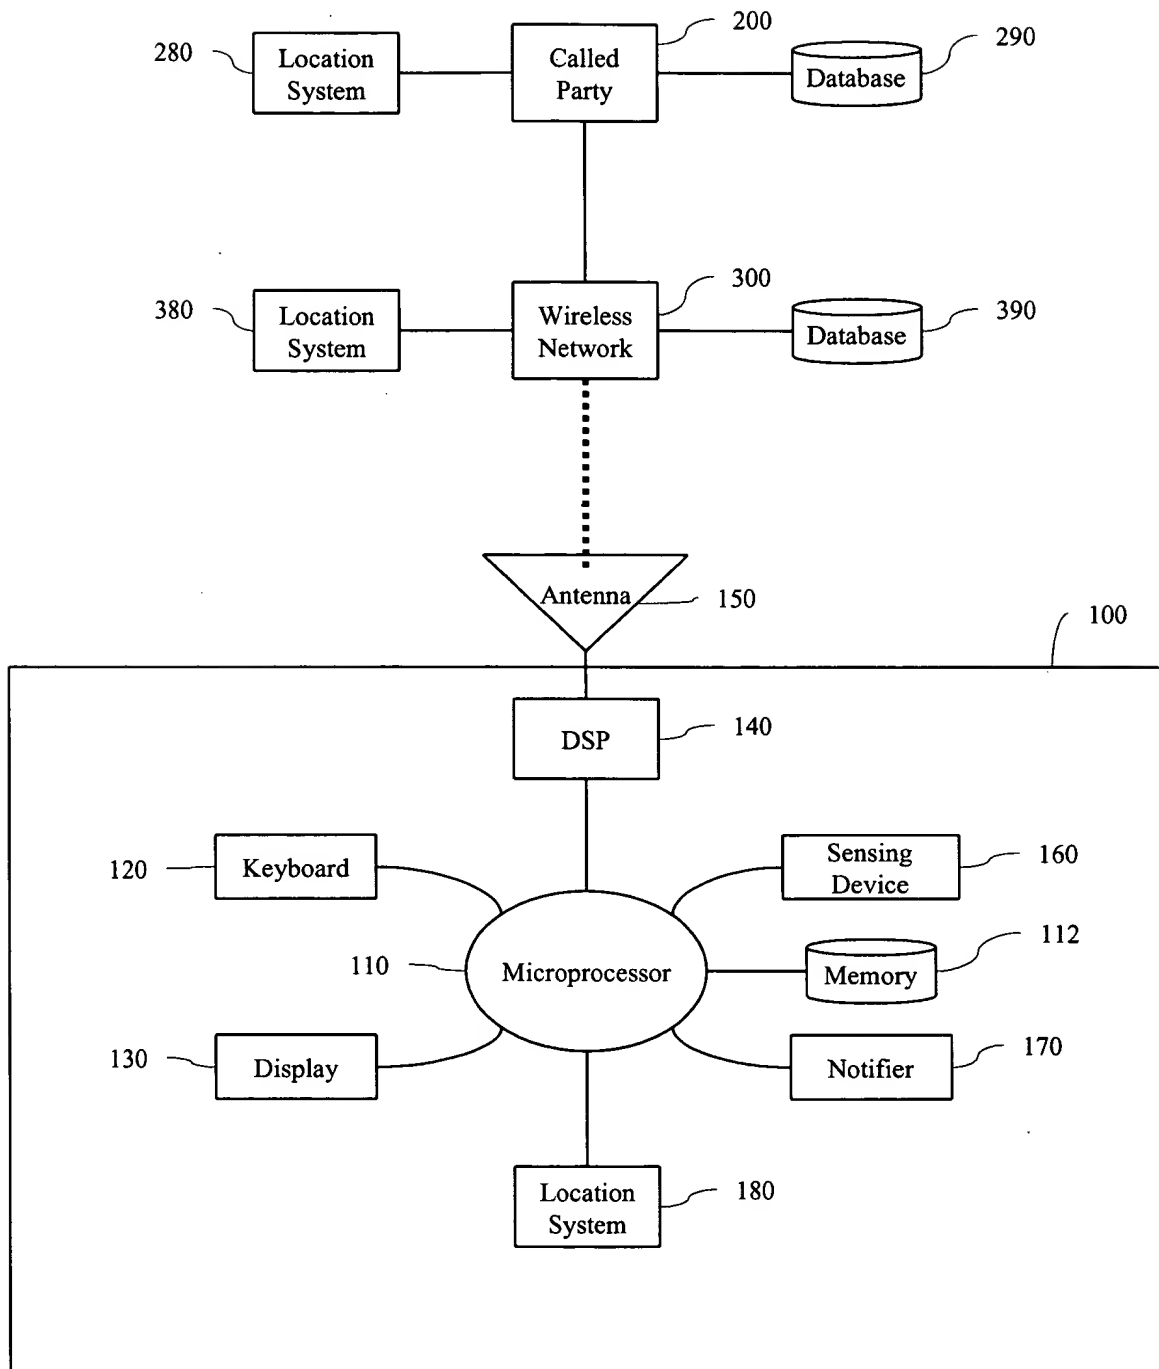 200
280
Location
System
Called
Party
Database
290
300
380
Location
System
Wireless
Network
Database
390
Antenna
150
100
DSP
140
120
Keyboard
Sensing
Device
160
110
Microprocessor
Memory
112
130
Display
Notifier
170
Location
System
180